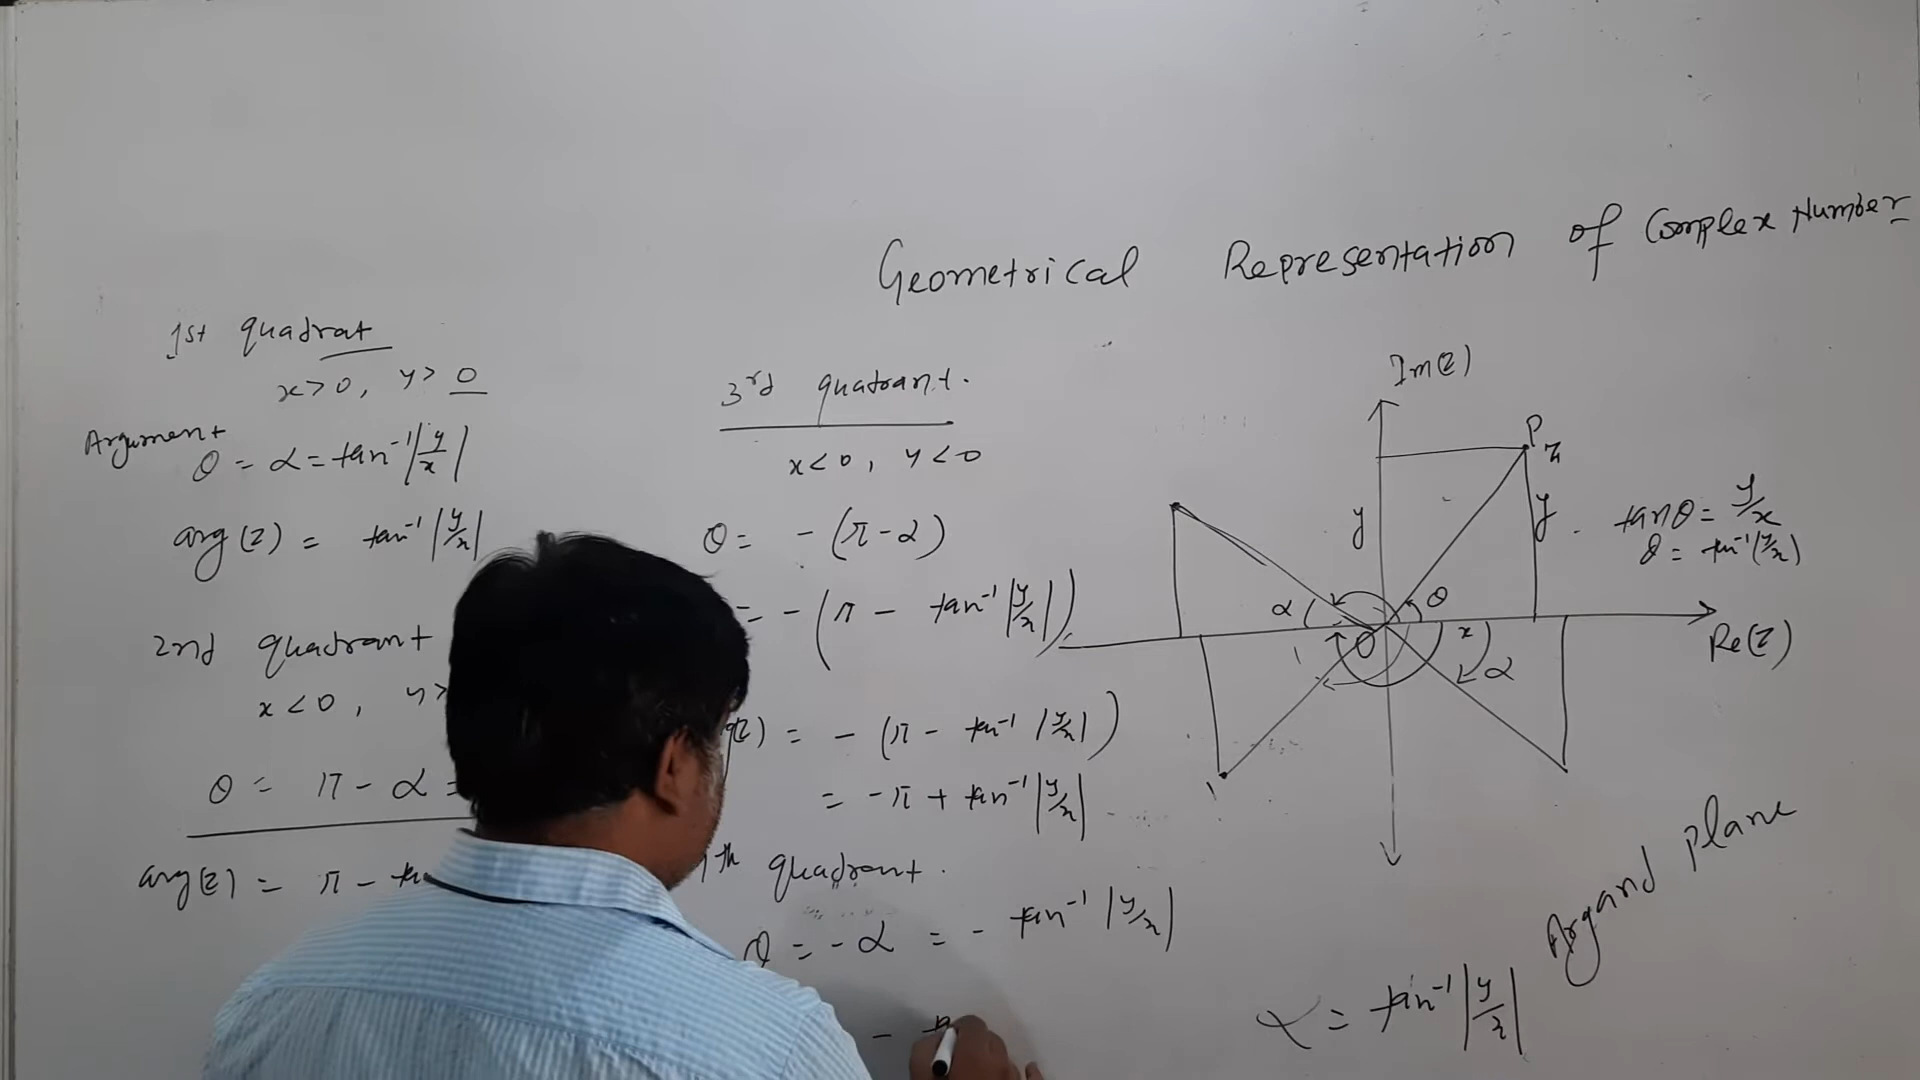 Geometrical Representation of Complex Number
1st quadrat
x>0, y>0
Argument
θ = α = tan⁻¹|y/x|
arg(z) = tan⁻¹|y/x|
2nd quadrant
x<0, y>
θ = π - α =
arg(z) = π -
3rd quatrant.
x<0, y<0
θ = -(π-α)
= -(π - tan⁻¹|y/x|)
(z) = -(π - tan⁻¹|y/x|)
= -π + tan⁻¹|y/x|
th quadrant.
θ = -α = - tan⁻¹|y/x|
-
Im(z)
P
z
y
y
tanθ = y/x
θ = tan⁻¹(y/x)
α
θ
O
x
α
Re(z)
Argand plane
α = tan⁻¹|y/x|